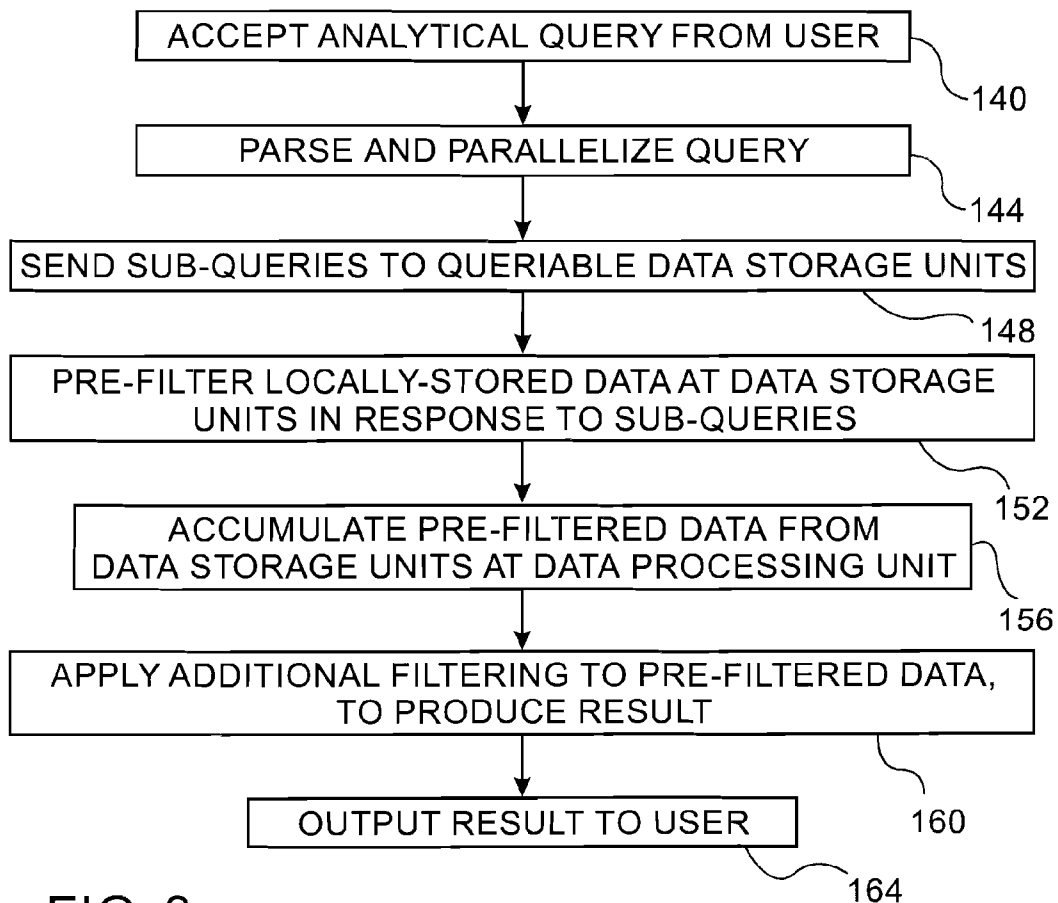 ACCEPT ANALYTICAL QUERY FROM USER
140
PARSE AND PARALLELIZE QUERY
144
SEND SUB-QUERIES TO QUERIABLE DATA STORAGE UNITS
148
PRE-FILTER LOCALLY-STORED DATA AT DATA STORAGE
UNITS IN RESPONSE TO SUB-QUERIES
152
ACCUMULATE PRE-FILTERED DATA FROM
DATA STORAGE UNITS AT DATA PROCESSING UNIT
156
APPLY ADDITIONAL FILTERING TO PRE-FILTERED DATA,
TO PRODUCE RESULT
160
OUTPUT RESULT TO USER
164